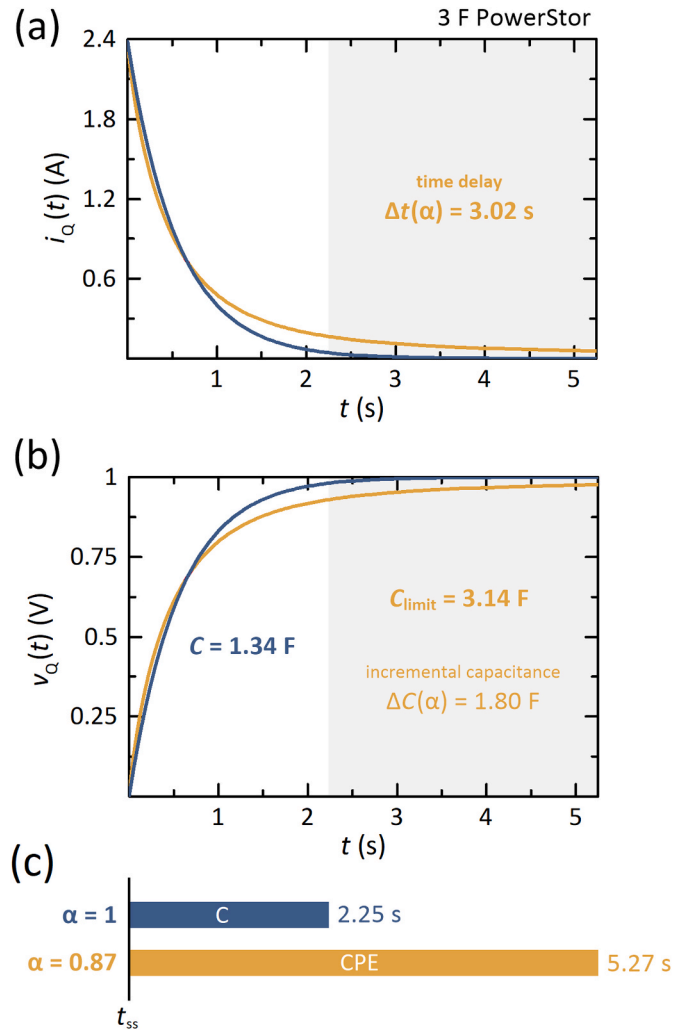 (a)
3 F PowerStor
2.4
1.8
1.2
0.6
i_Q(t) (A)
time delay
Δt(α) = 3.02 s
1 2 3 4 5
t (s)
(b)
1
0.75
0.5
0.25
v_Q(t) (V)
C_limit = 3.14 F
C = 1.34 F
incremental capacitance
ΔC(α) = 1.80 F
1 2 3 4 5
t (s)
(c)
α = 1 C 2.25 s
α = 0.87 CPE 5.27 s
t_ss